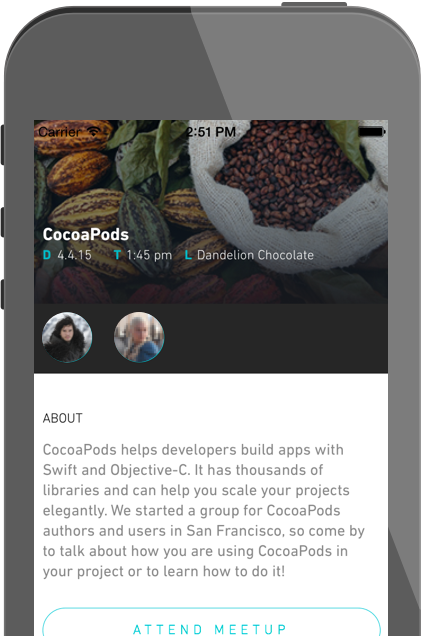 Carrier 2:51 PM
CocoaPods
D 4.4.15 T 1:45 pm L Dandelion Chocolate
ABOUT
CocoaPods helps developers build apps with
Swift and Objective-C. It has thousands of
libraries and can help you scale your projects
elegantly. We started a group for CocoaPods
authors and users in San Francisco, so come by
to talk about how you are using CocoaPods in
your project or to learn how to do it!
ATTEND MEETUP